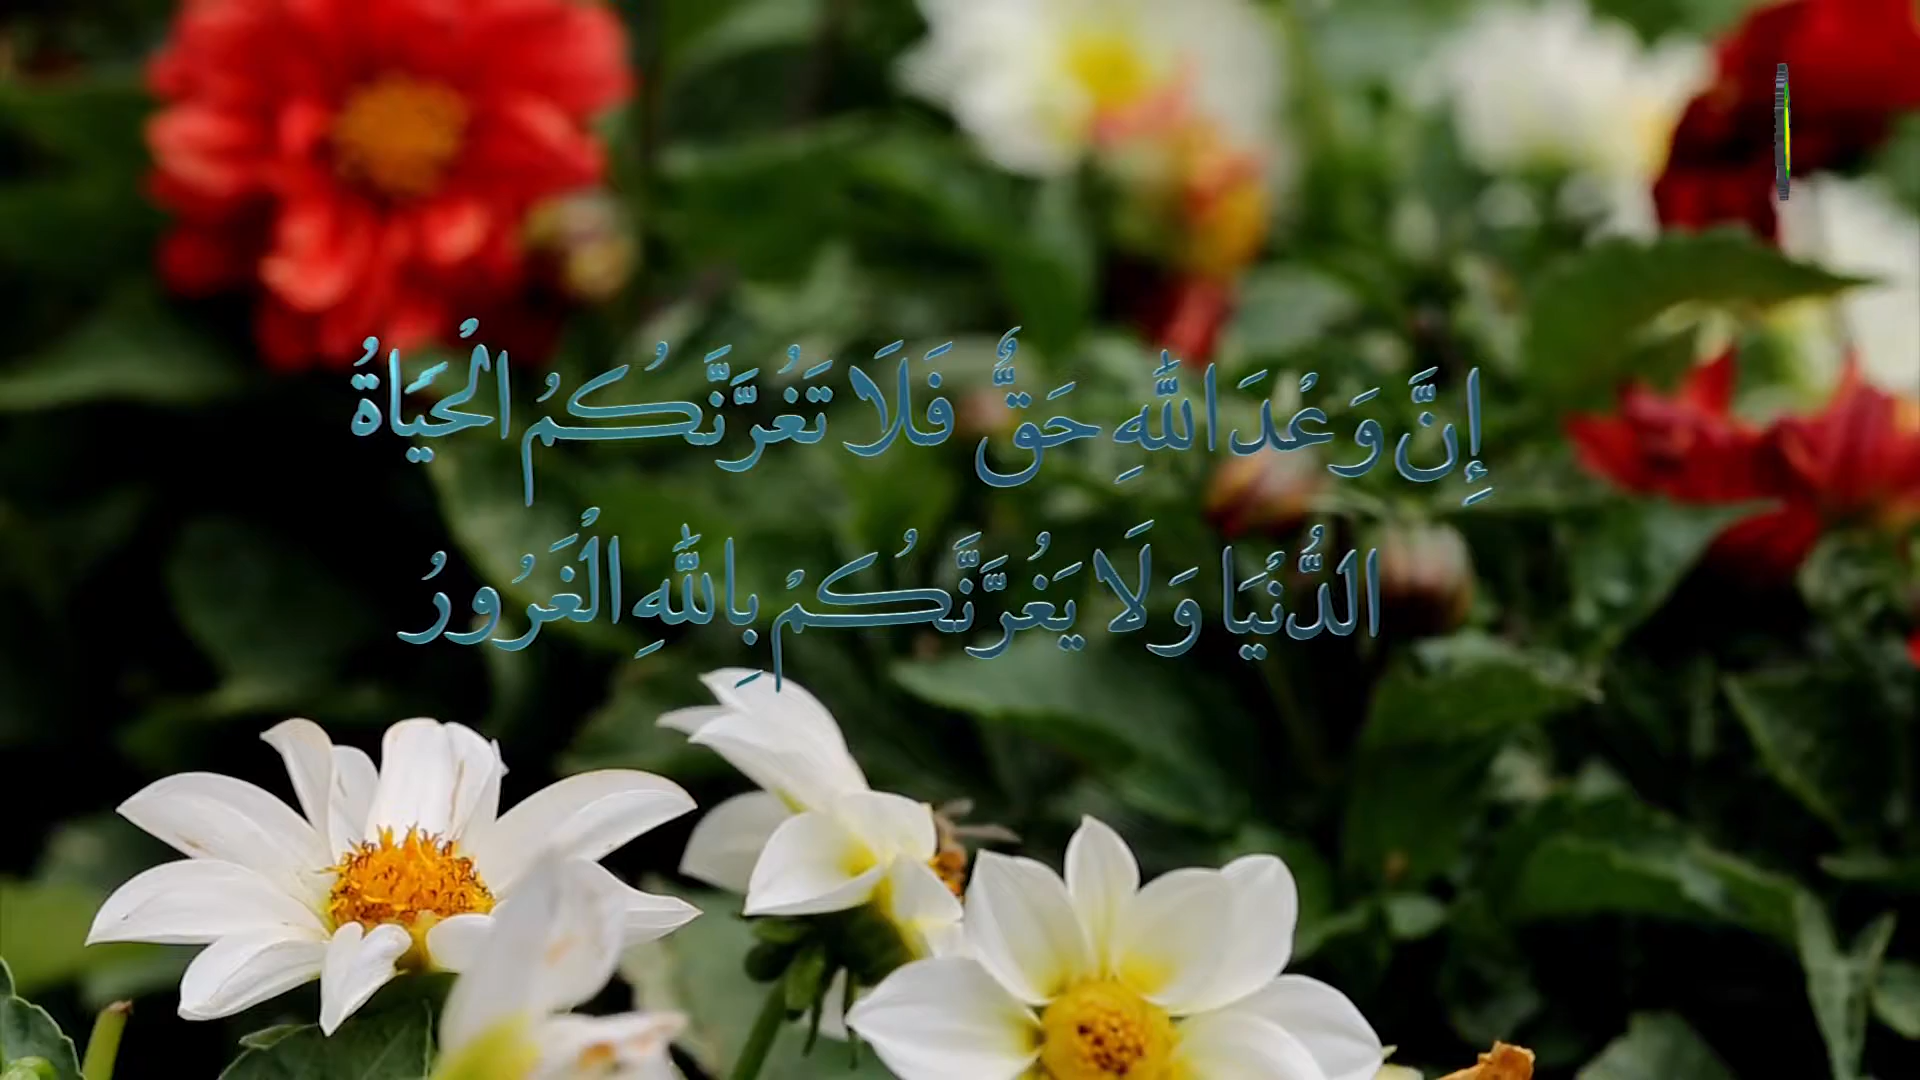 إِنَّ وَعْدَ اللَّهِ حَقٌّ فَلَا تَغُرَّنَّكُمُ الْحَيَاةُ
الدُّنْيَا وَلَا يَغُرَّنَّكُمْ بِاللَّهِ الْغَرُورُ